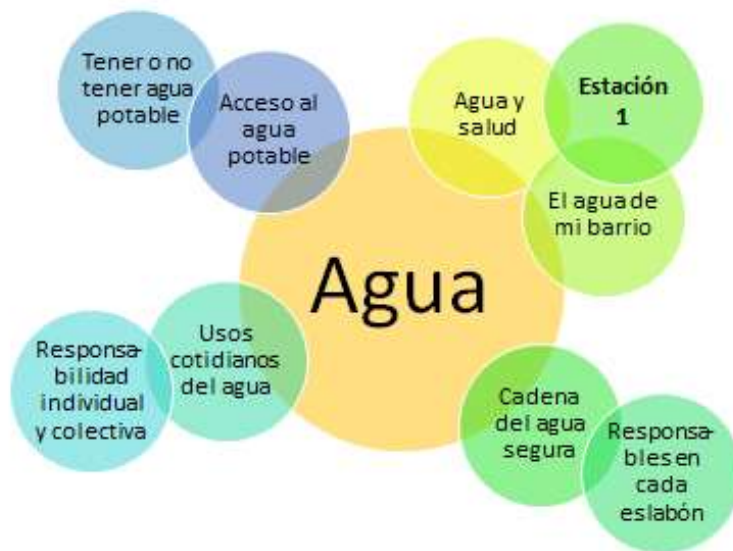 Tener o no
tener agua
potable
Acceso al
agua
potable
Agua y
salud
Estación
1
El agua de
mi barrio
Agua
Usos
cotidianos
del agua
Responsa-
bilidad
individual
y colectiva
Cadena
del agua
segura
Responsa-
bles en
cada
eslabón